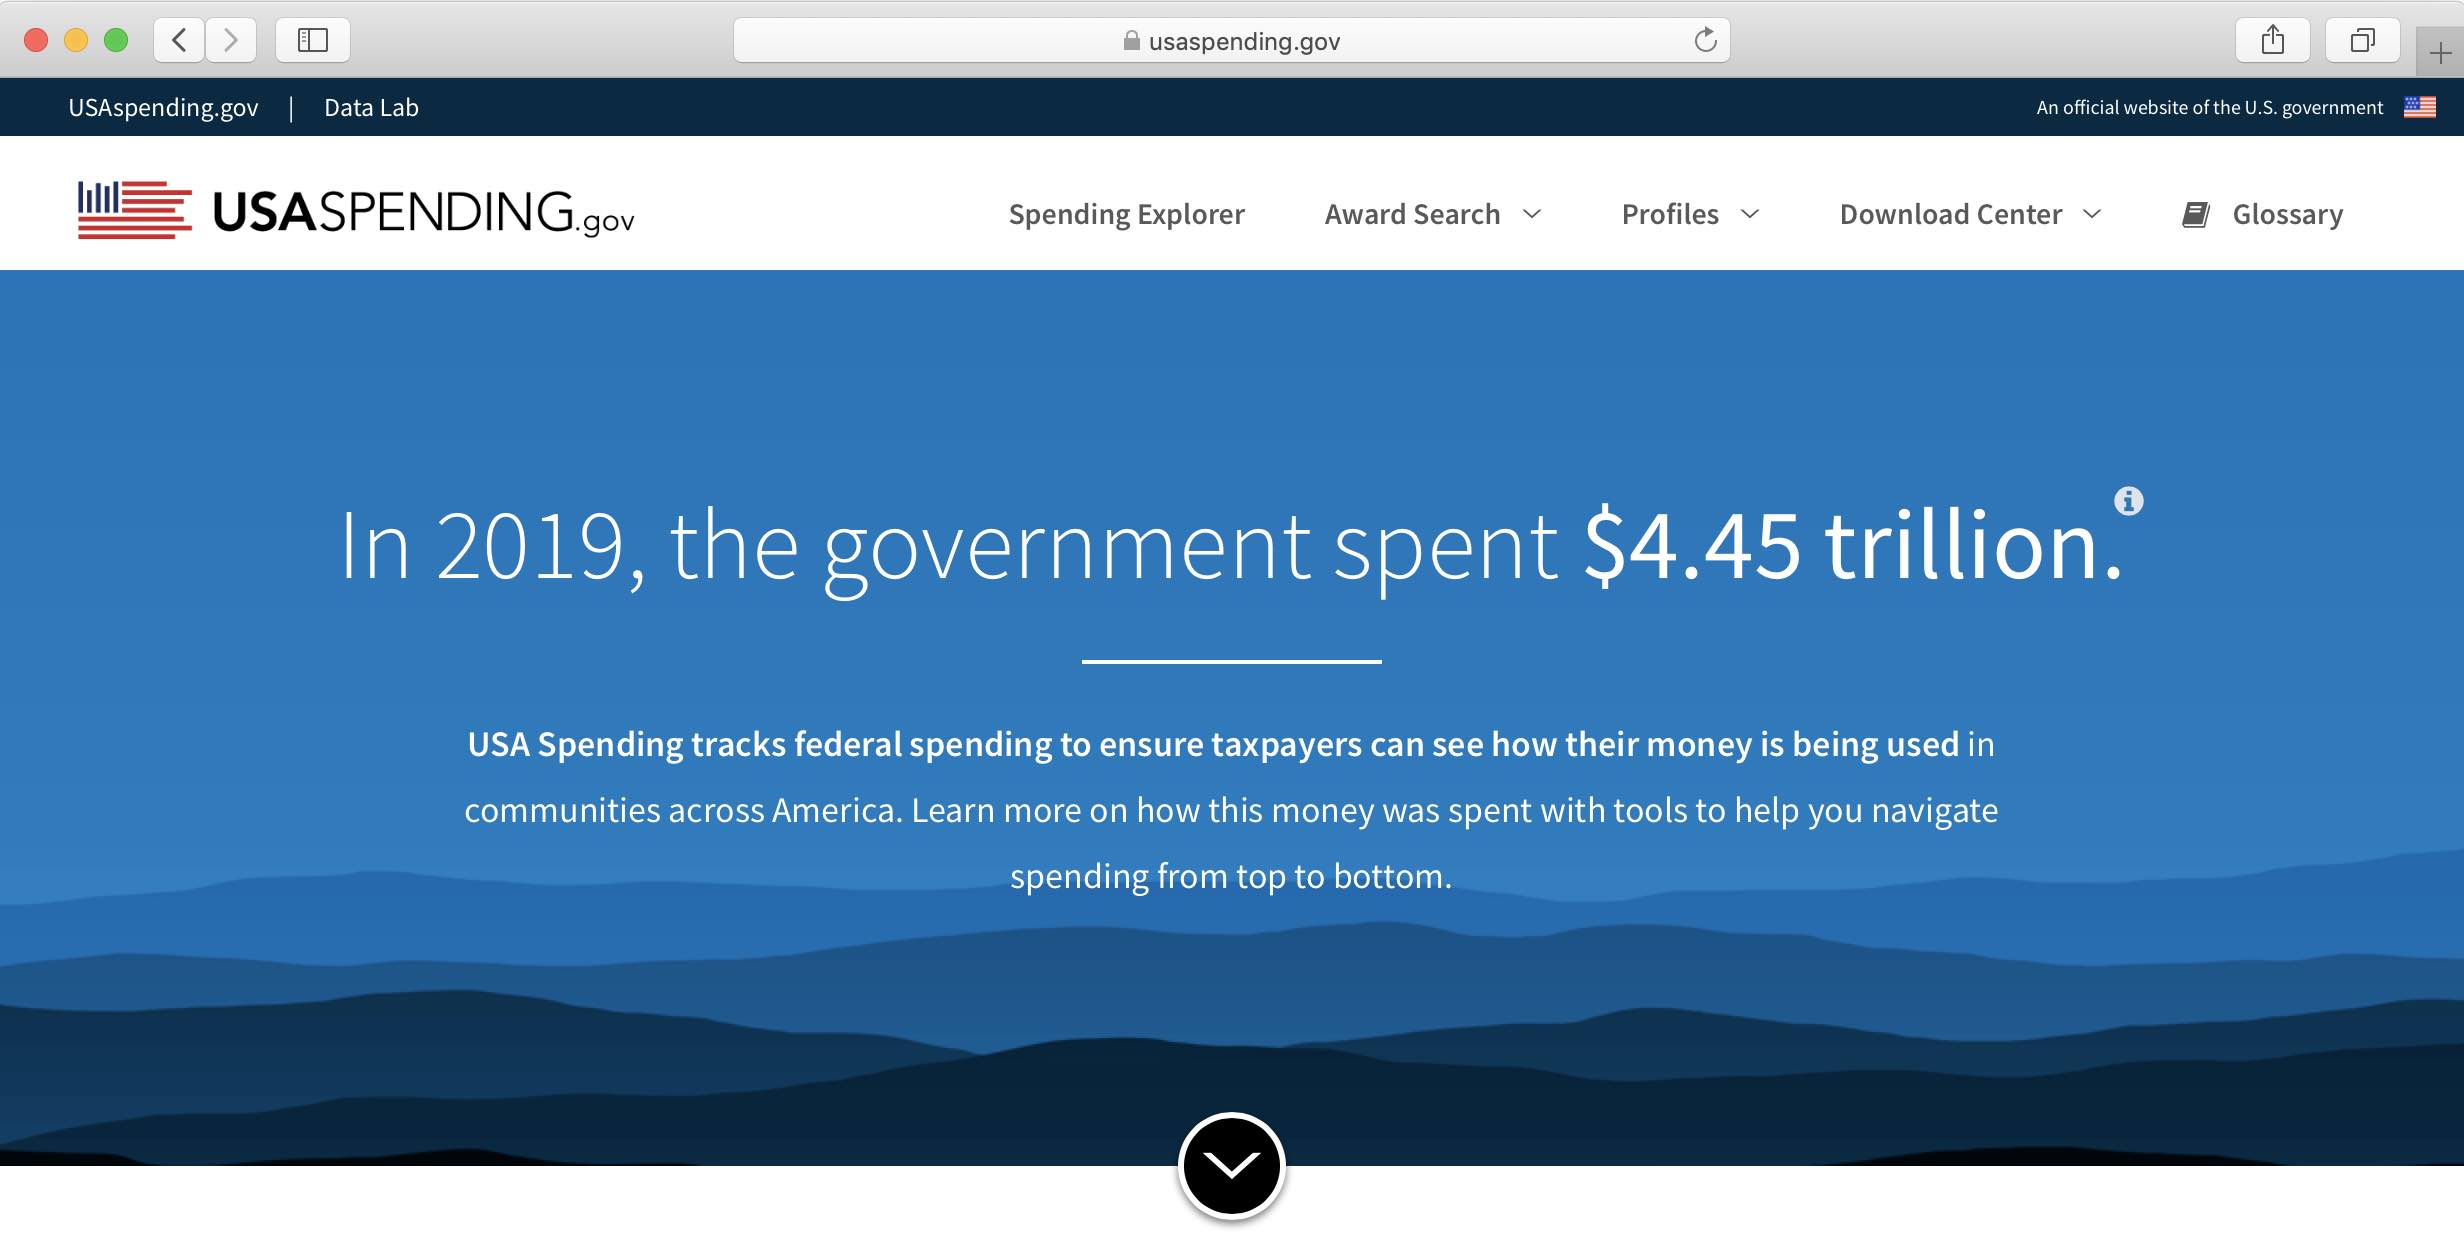 usaspending.gov
USAspending.gov | Data Lab
An official website of the U.S. government
USASPENDING.gov
Spending Explorer
Award Search
Profiles
Download Center
Glossary
In 2019, the government spent $4.45 trillion.
USA Spending tracks federal spending to ensure taxpayers can see how their money is being used in
communities across America. Learn more on how this money was spent with tools to help you navigate
spending from top to bottom.